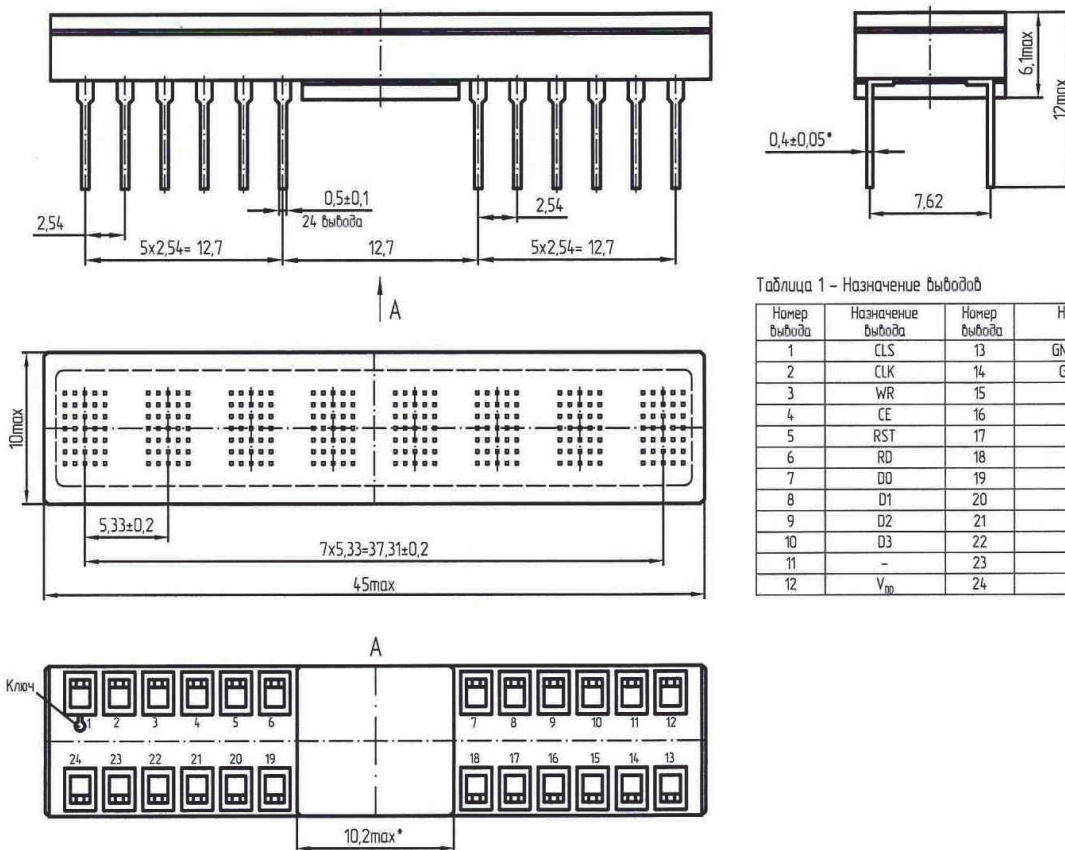 6,1max
12max
0,4±0,05*
7,62
0,5±0,1
24 вывода
2,54
2,54
5x2,54= 12,7
12,7
5x2,54= 12,7
А
10max
5,33±0,2
7x5,33=37,31±0,2
45max
Таблица 1 – Назначение выводов
Номер вывода Назначение вывода Номер вывода Н
1 CLS 13 GN
2 CLK 14 G
3 WR 15
4 CE 16
5 RST 17
6 RD 18
7 D0 19
8 D1 20
9 D2 21
10 D3 22
11 – 23
12 V_DD 24
А
Ключ
1 2 3 4 5 6 7 8 9 10 11 12
24 23 22 21 20 19 18 17 16 15 14 13
10,2max*